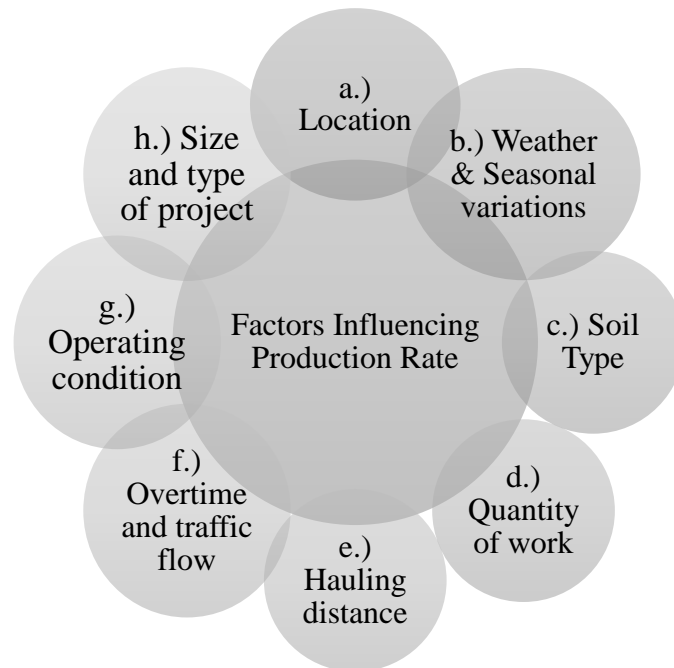 a.)
Location
b.) Weather
& Seasonal
variations
c.) Soil
Type
d.)
Quantity
of work
e.)
Hauling
distance
f.)
Overtime
and traffic
flow
g.)
Operating
condition
h.) Size
and type
of project
Factors Influencing
Production Rate